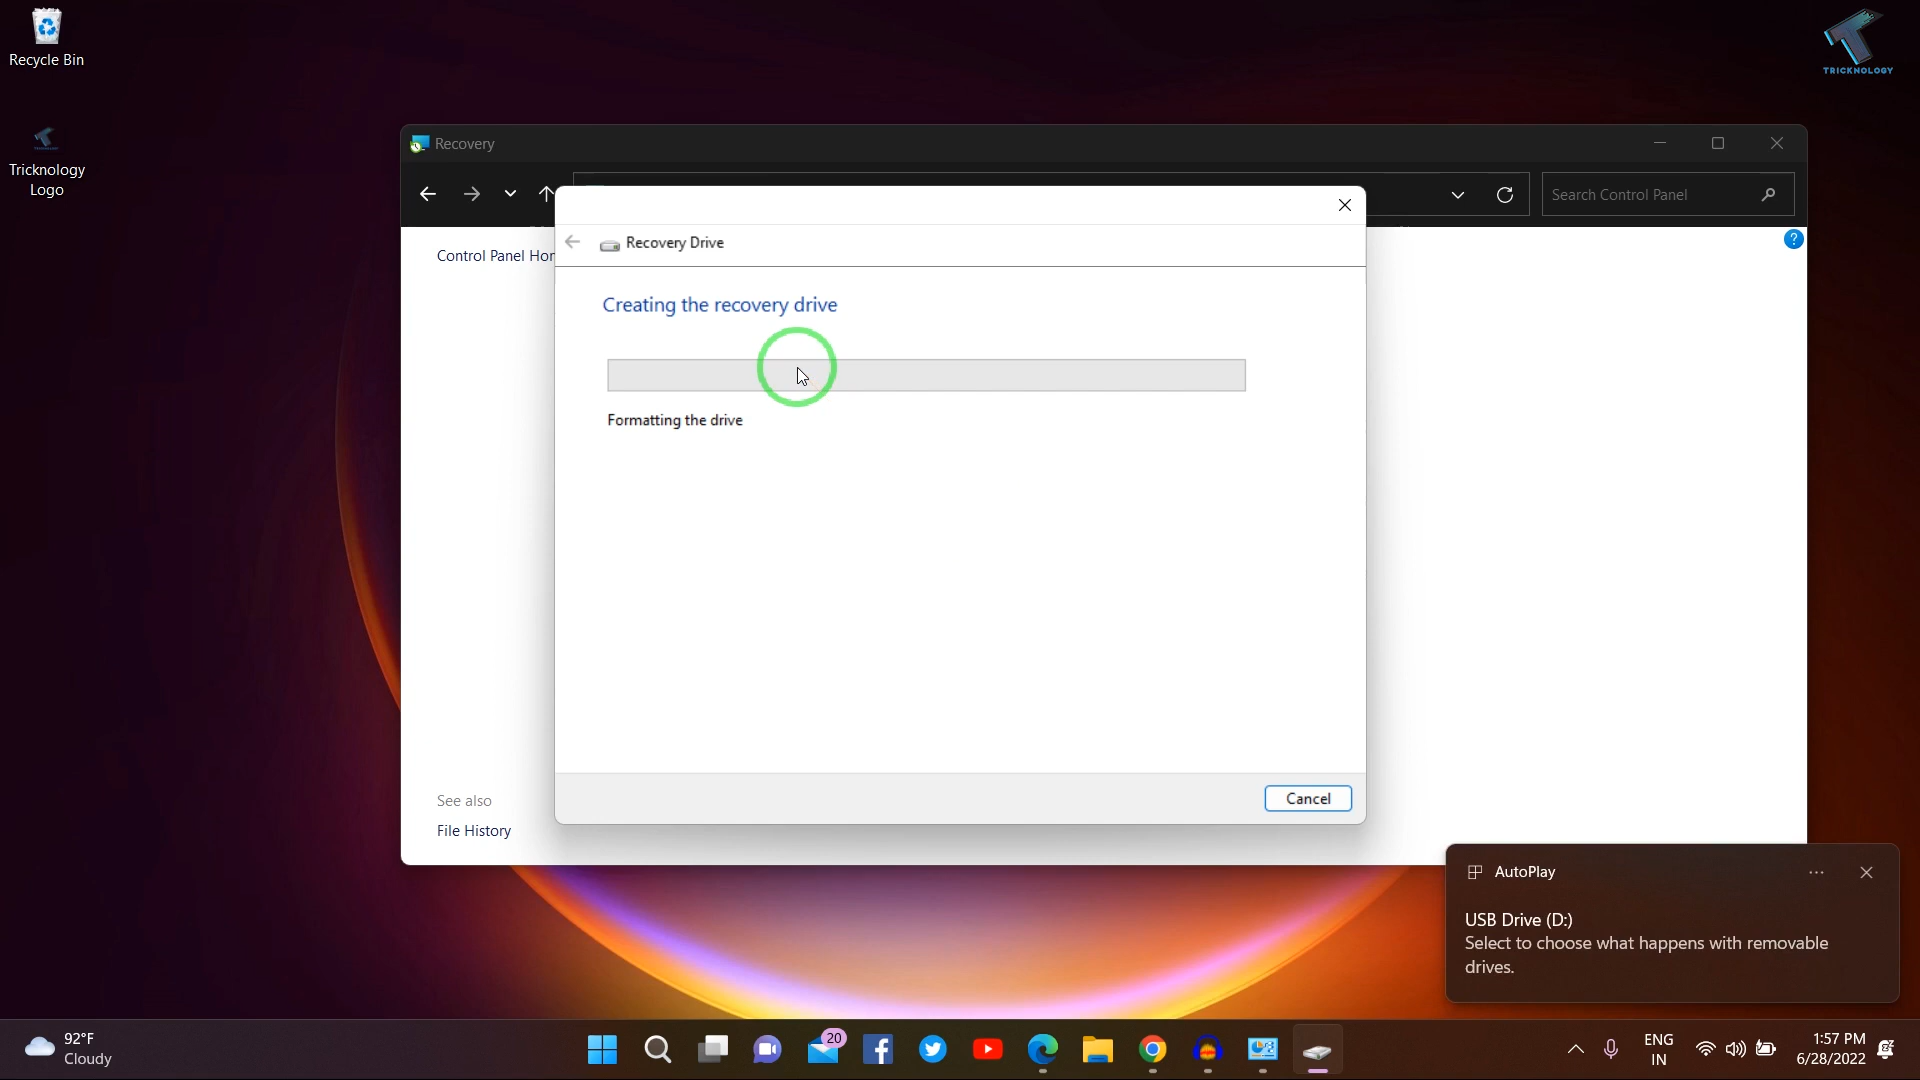 Recycle Bin
Tricknology
Logo
TRICKNOLOGY
Recovery
Search Control Panel
Control Panel Hor
?
Recovery Drive
Creating the recovery drive
Formatting the drive
Cancel
See also
File History
AutoPlay
USB Drive (D:)
Select to choose what happens with removable
drives.
92°F
Cloudy
20
ENG
IN
1:57 PM
6/28/2022